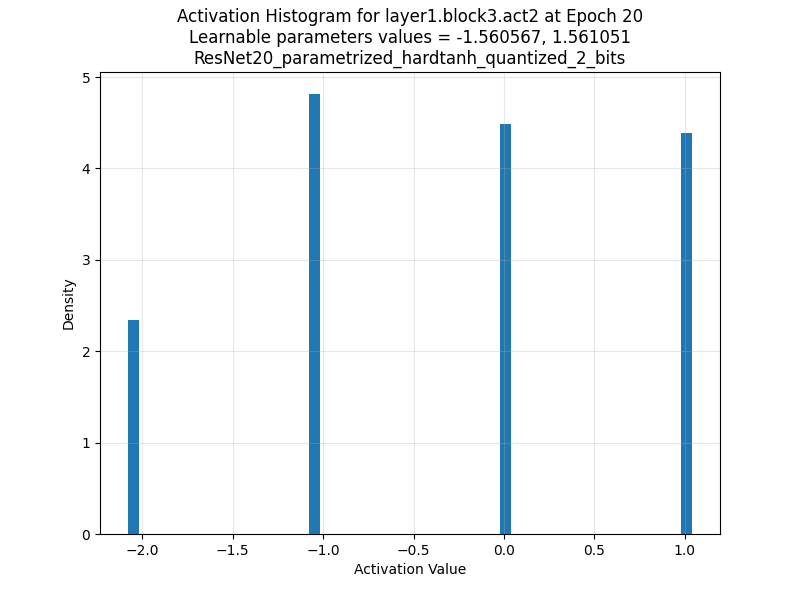 Activation Histogram for layer1.block3.act2 at Epoch 20
Learnable parameters values = -1.560567, 1.561051
ResNet20_parametrized_hardtanh_quantized_2_bits
5
4
3
2
1
0
Density
−2.0 −1.5 −1.0 −0.5 0.0 0.5 1.0
Activation Value